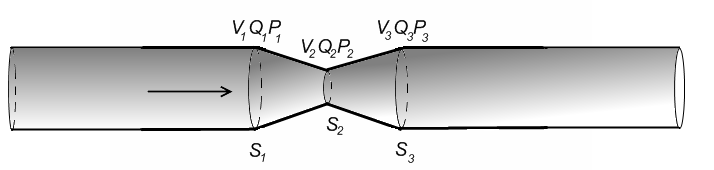 V₁Q₁P₁
V₂Q₂P₂
V₃Q₃P₃
S₁
S₂
S₃